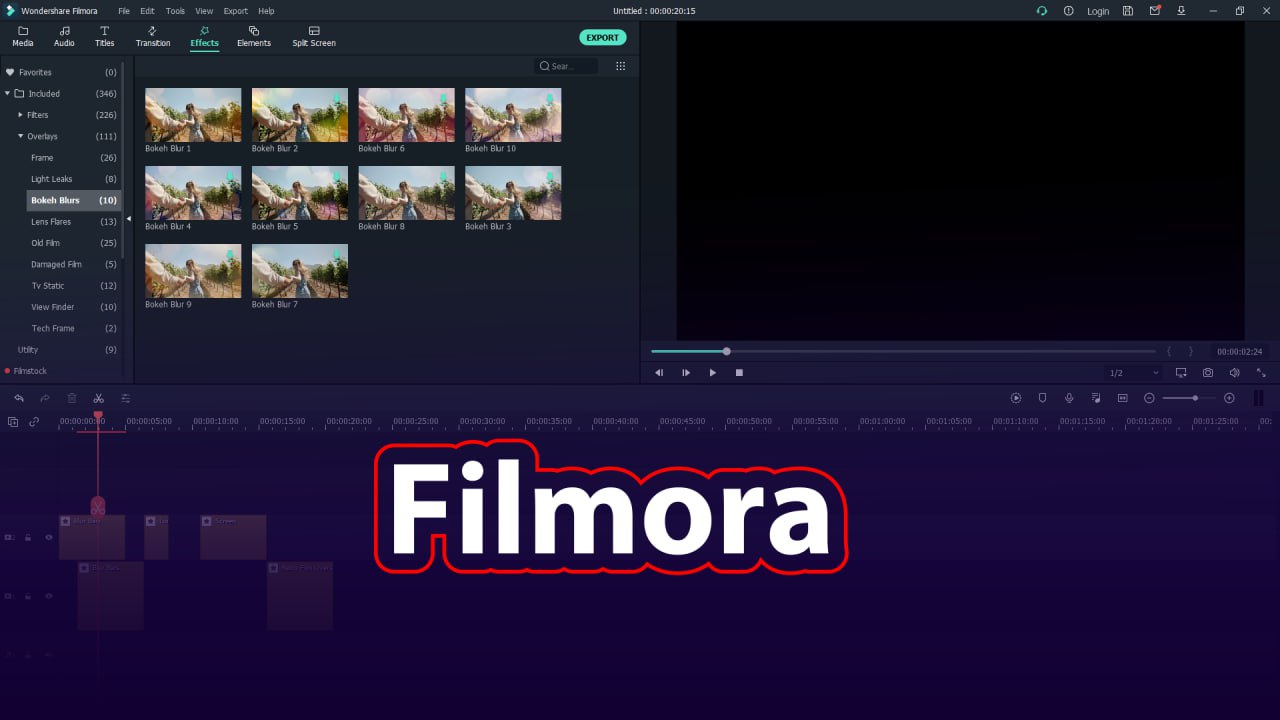 Wondershare Filmora File Edit Tools View Export Help Untitled : 00:00:20:15 Login
Media Audio Titles Transition Effects Elements Split Screen EXPORT
Sear...
Favorites (0)
Included (346)
Filters (226)
Overlays (111)
Frame (26)
Light Leaks (8)
Bokeh Blurs (10)
Lens Flares (13)
Old Film (25)
Damaged Film (5)
Tv Static (12)
View Finder (10)
Tech Frame (2)
Utility (9)
Filmstock
Bokeh Blur 1 Bokeh Blur 2 Bokeh Blur 6 Bokeh Blur 10
Bokeh Blur 4 Bokeh Blur 5 Bokeh Blur 8 Bokeh Blur 3
Bokeh Blur 9 Bokeh Blur 7
00:00:02:24
1/2
00:00:00:00 00:00:05:00 00:00:10:00 00:00:15:00 00:00:20:00 00:00:25:00 00:00:30:00 00:00:35:00 00:00:40:00 00:00:45:00 00:00:50:00 00:00:55:00 00:01:00:00 00:01:05:00 00:01:10:00 00:01:15:00 00:01:20:00 00:01:25:00 00:
Filmora
Blur Bars Screen